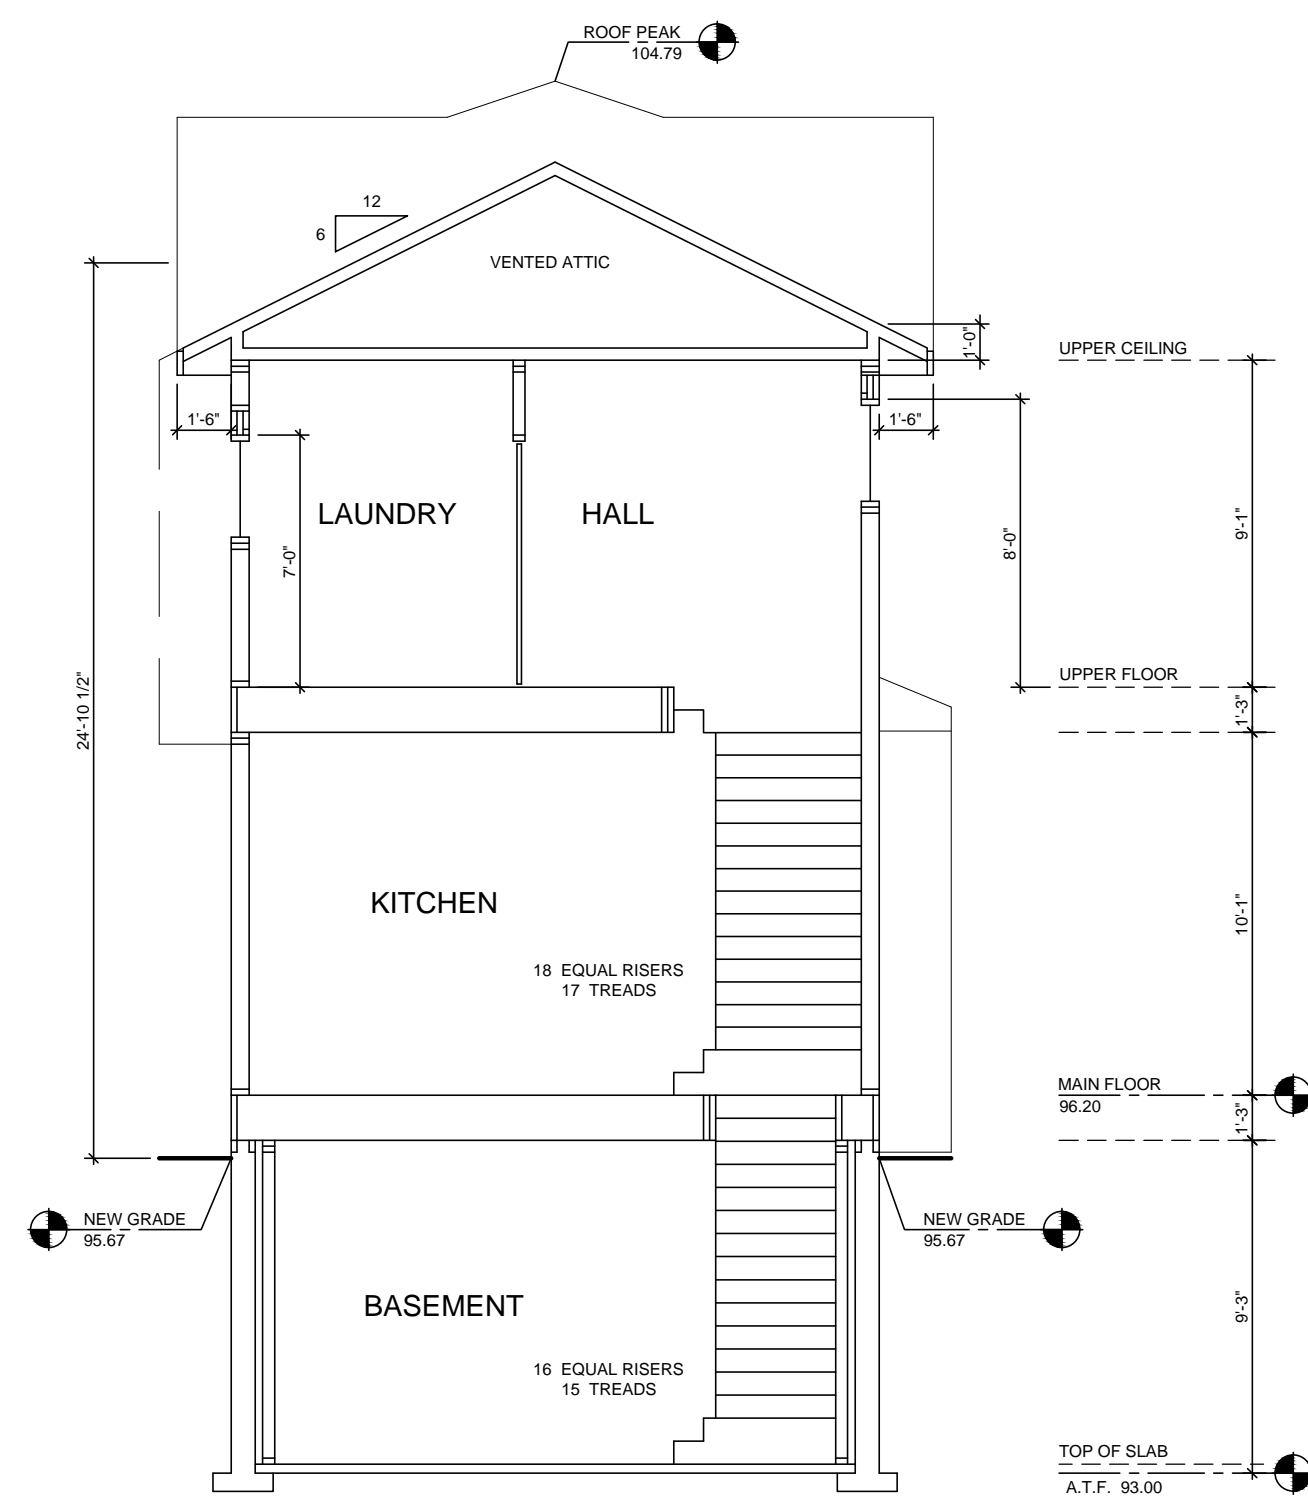 ROOF PEAK
104.79
12
6
VENTED ATTIC
1'-0"
UPPER CEILING
1'-6"
1'-6"
LAUNDRY
HALL
7'-0"
8'-0"
9'-1"
24'-10 1/2"
UPPER FLOOR
1'-3"
KITCHEN
10'-1"
18 EQUAL RISERS
17 TREADS
MAIN FLOOR
96.20
1'-3"
NEW GRADE
95.67
NEW GRADE
95.67
BASEMENT
9'-3"
16 EQUAL RISERS
15 TREADS
TOP OF SLAB
A.T.F. 93.00